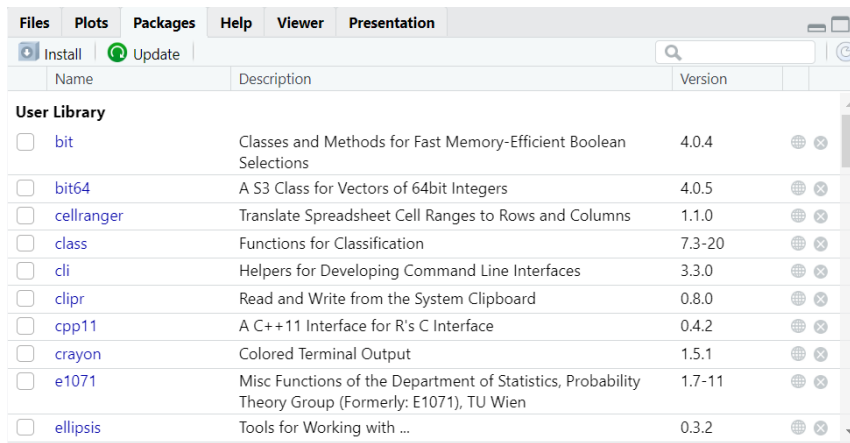 Files Plots Packages Help Viewer Presentation
Install Update
Name Description Version
User Library
bit Classes and Methods for Fast Memory-Efficient Boolean 4.0.4
Selections
bit64 A S3 Class for Vectors of 64bit Integers 4.0.5
cellranger Translate Spreadsheet Cell Ranges to Rows and Columns 1.1.0
class Functions for Classification 7.3-20
cli Helpers for Developing Command Line Interfaces 3.3.0
clipr Read and Write from the System Clipboard 0.8.0
cpp11 A C++11 Interface for R's C Interface 0.4.2
crayon Colored Terminal Output 1.5.1
e1071 Misc Functions of the Department of Statistics, Probability 1.7-11
Theory Group (Formerly: E1071), TU Wien
ellipsis Tools for Working with ... 0.3.2